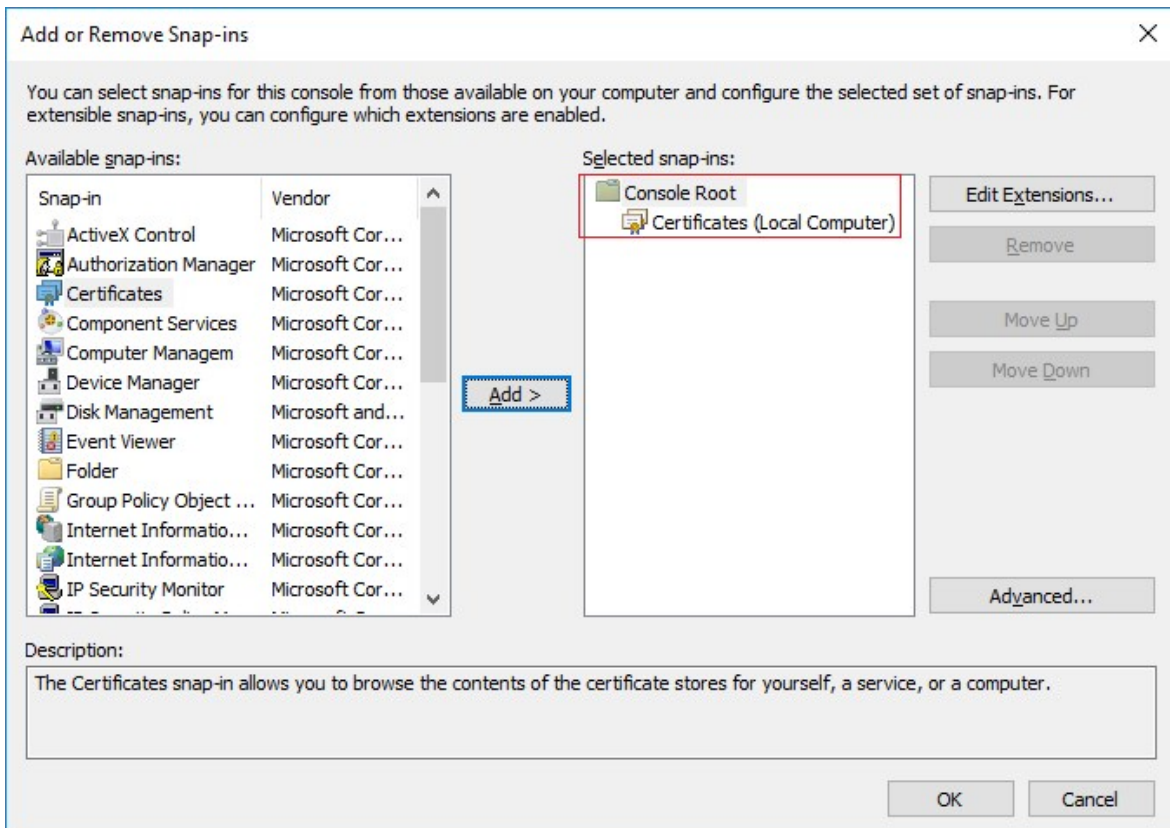 Add or Remove Snap-ins
You can select snap-ins for this console from those available on your computer and configure the selected set of snap-ins. For
extensible snap-ins, you can configure which extensions are enabled.
Available snap-ins:
Snap-in Vendor
ActiveX Control Microsoft Cor...
Authorization Manager Microsoft Cor...
Certificates Microsoft Cor...
Component Services Microsoft Cor...
Computer Managem Microsoft Cor...
Device Manager Microsoft Cor...
Disk Management Microsoft and...
Event Viewer Microsoft Cor...
Folder Microsoft Cor...
Group Policy Object ... Microsoft Cor...
Internet Informatio... Microsoft Cor...
Internet Informatio... Microsoft Cor...
IP Security Monitor Microsoft Cor...
Add >
Selected snap-ins:
Console Root
Certificates (Local Computer)
Edit Extensions...
Remove
Move Up
Move Down
Advanced...
Description:
The Certificates snap-in allows you to browse the contents of the certificate stores for yourself, a service, or a computer.
OK Cancel